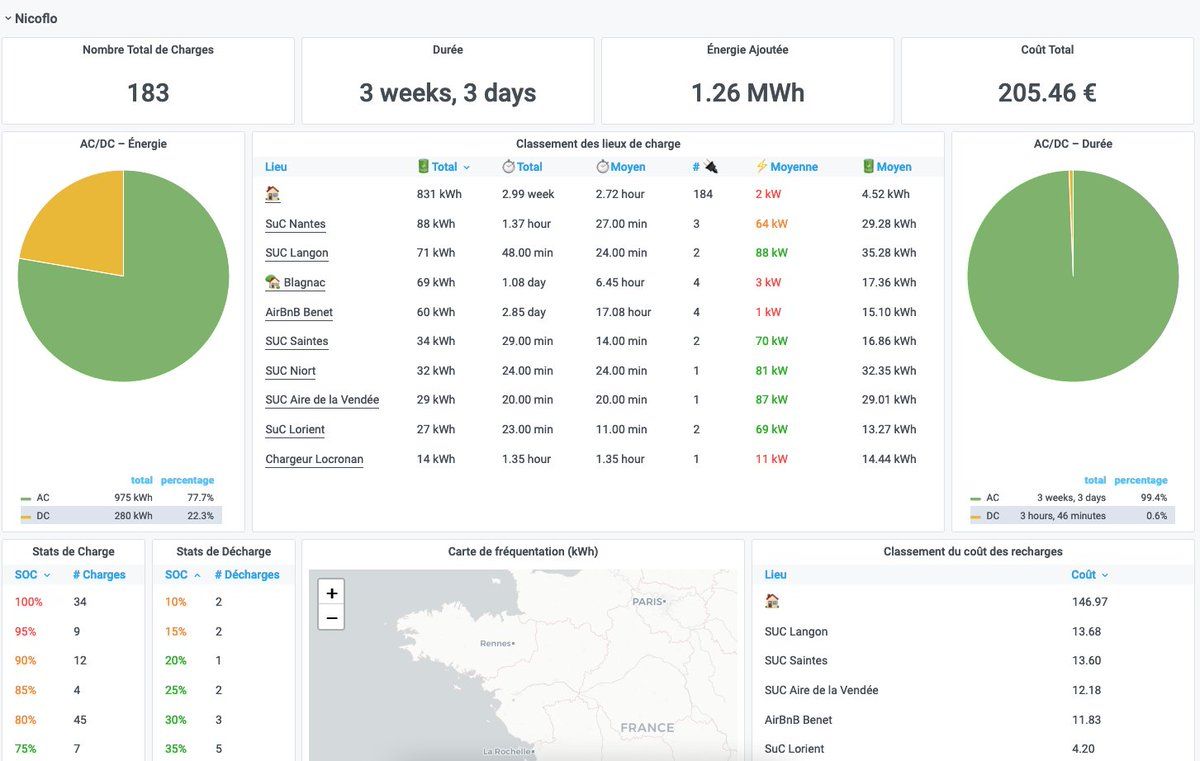 Nicoflo
Nombre Total de Charges
183
Durée
3 weeks, 3 days
Énergie Ajoutée
1.26 MWh
Coût Total
205.46 €
AC/DC – Énergie
total percentage
AC 975 kWh 77.7%
DC 280 kWh 22.3%
Classement des lieux de charge
Lieu Total Total Moyen # Moyenne Moyen
831 kWh 2.99 week 2.72 hour 184 2 kW 4.52 kWh
SuC Nantes 88 kWh 1.37 hour 27.00 min 3 64 kW 29.28 kWh
SUC Langon 71 kWh 48.00 min 24.00 min 2 88 kW 35.28 kWh
Blagnac 69 kWh 1.08 day 6.45 hour 4 3 kW 17.36 kWh
AirBnB Benet 60 kWh 2.85 day 17.08 hour 4 1 kW 15.10 kWh
SUC Saintes 34 kWh 29.00 min 14.00 min 2 70 kW 16.86 kWh
SUC Niort 32 kWh 24.00 min 24.00 min 1 81 kW 32.35 kWh
SUC Aire de la Vendée 29 kWh 20.00 min 20.00 min 1 87 kW 29.01 kWh
SuC Lorient 27 kWh 23.00 min 11.00 min 2 69 kW 13.27 kWh
Chargeur Locronan 14 kWh 1.35 hour 1.35 hour 1 11 kW 14.44 kWh
AC/DC – Durée
total percentage
AC 3 weeks, 3 days 99.4%
DC 3 hours, 46 minutes 0.6%
Stats de Charge
SOC # Charges
100% 34
95% 9
90% 12
85% 4
80% 45
75% 7
Stats de Décharge
SOC # Décharges
10% 2
15% 2
20% 1
25% 2
30% 3
35% 5
Carte de fréquentation (kWh)
+
−
PARIS
Rennes
FRANCE
La Rochelle
Classement du coût des recharges
Lieu Coût
146.97
SUC Langon 13.68
SUC Saintes 13.60
SUC Aire de la Vendée 12.18
AirBnB Benet 11.83
SuC Lorient 4.20